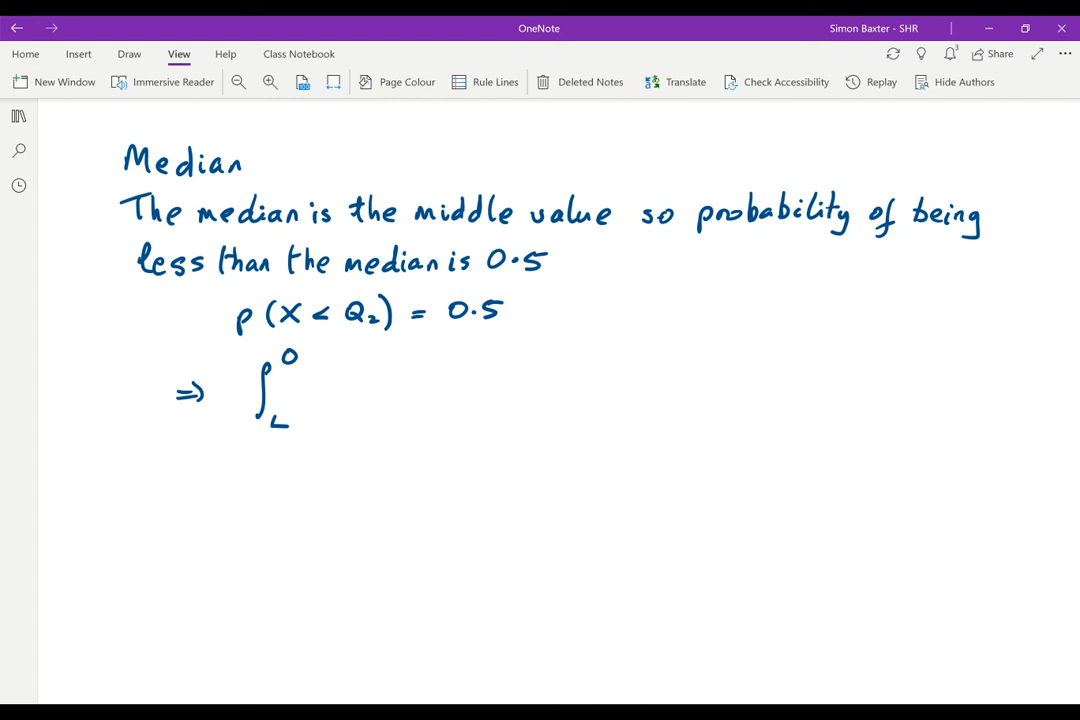 OneNote
Simon Baxter - SHR
Home Insert Draw View Help Class Notebook
3 Share
New Window Immersive Reader Page Colour Rule Lines Deleted Notes Translate Check Accessibility Replay Hide Authors
Median
The median is the middle value so probability of being
less than the median is 0.5
p (X < Q₂) = 0.5
⇒ ∫ 0 L